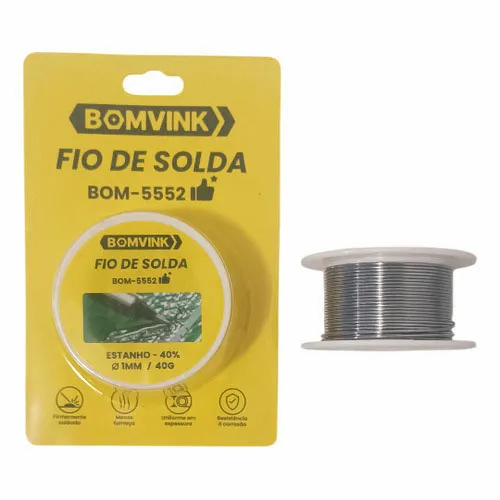 BOMVINK
FIO DE SOLDA
BOM-5552
BOMVINK
FIO DE SOLDA
BOM-5552
ESTANHO - 40%
Ø 1MM / 40G
Firmemente soldado
Menos fumaça
Uniforme em espessura
Resistência à corrosão